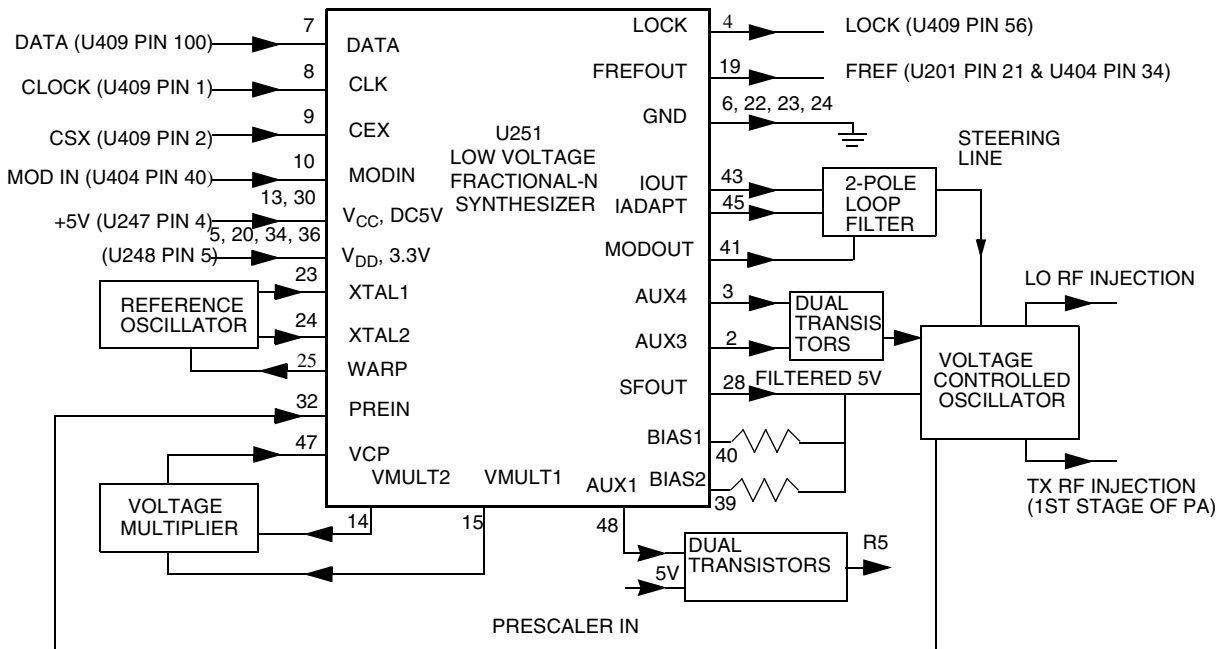 DATA (U409 PIN 100)
CLOCK (U409 PIN 1)
CSX (U409 PIN 2)
MOD IN (U404 PIN 40)
+5V (U247 PIN 4)
(U248 PIN 5)
7
8
9
10
13, 30
5, 20, 34, 36
23
24
25
32
47
REFERENCE
OSCILLATOR
VOLTAGE
MULTIPLIER
DATA
CLK
CEX
MODIN
VCC, DC5V
VDD, 3.3V
XTAL1
XTAL2
WARP
PREIN
VCP
VMULT2
VMULT1
14
15
U251
LOW VOLTAGE
FRACTIONAL-N
SYNTHESIZER
LOCK
FREFOUT
GND
IOUT
IADAPT
MODOUT
AUX4
AUX3
SFOUT
BIAS1
BIAS2
AUX1
4
19
6, 22, 23, 24
43
45
41
3
2
28
40
39
48
LOCK (U409 PIN 56)
FREF (U201 PIN 21 & U404 PIN 34)
STEERING
LINE
2-POLE
LOOP
FILTER
DUAL
TRANSIS
TORS
FILTERED 5V
LO RF INJECTION
VOLTAGE
CONTROLLED
OSCILLATOR
TX RF INJECTION
(1ST STAGE OF PA)
DUAL
TRANSISTORS
5V
R5
PRESCALER IN